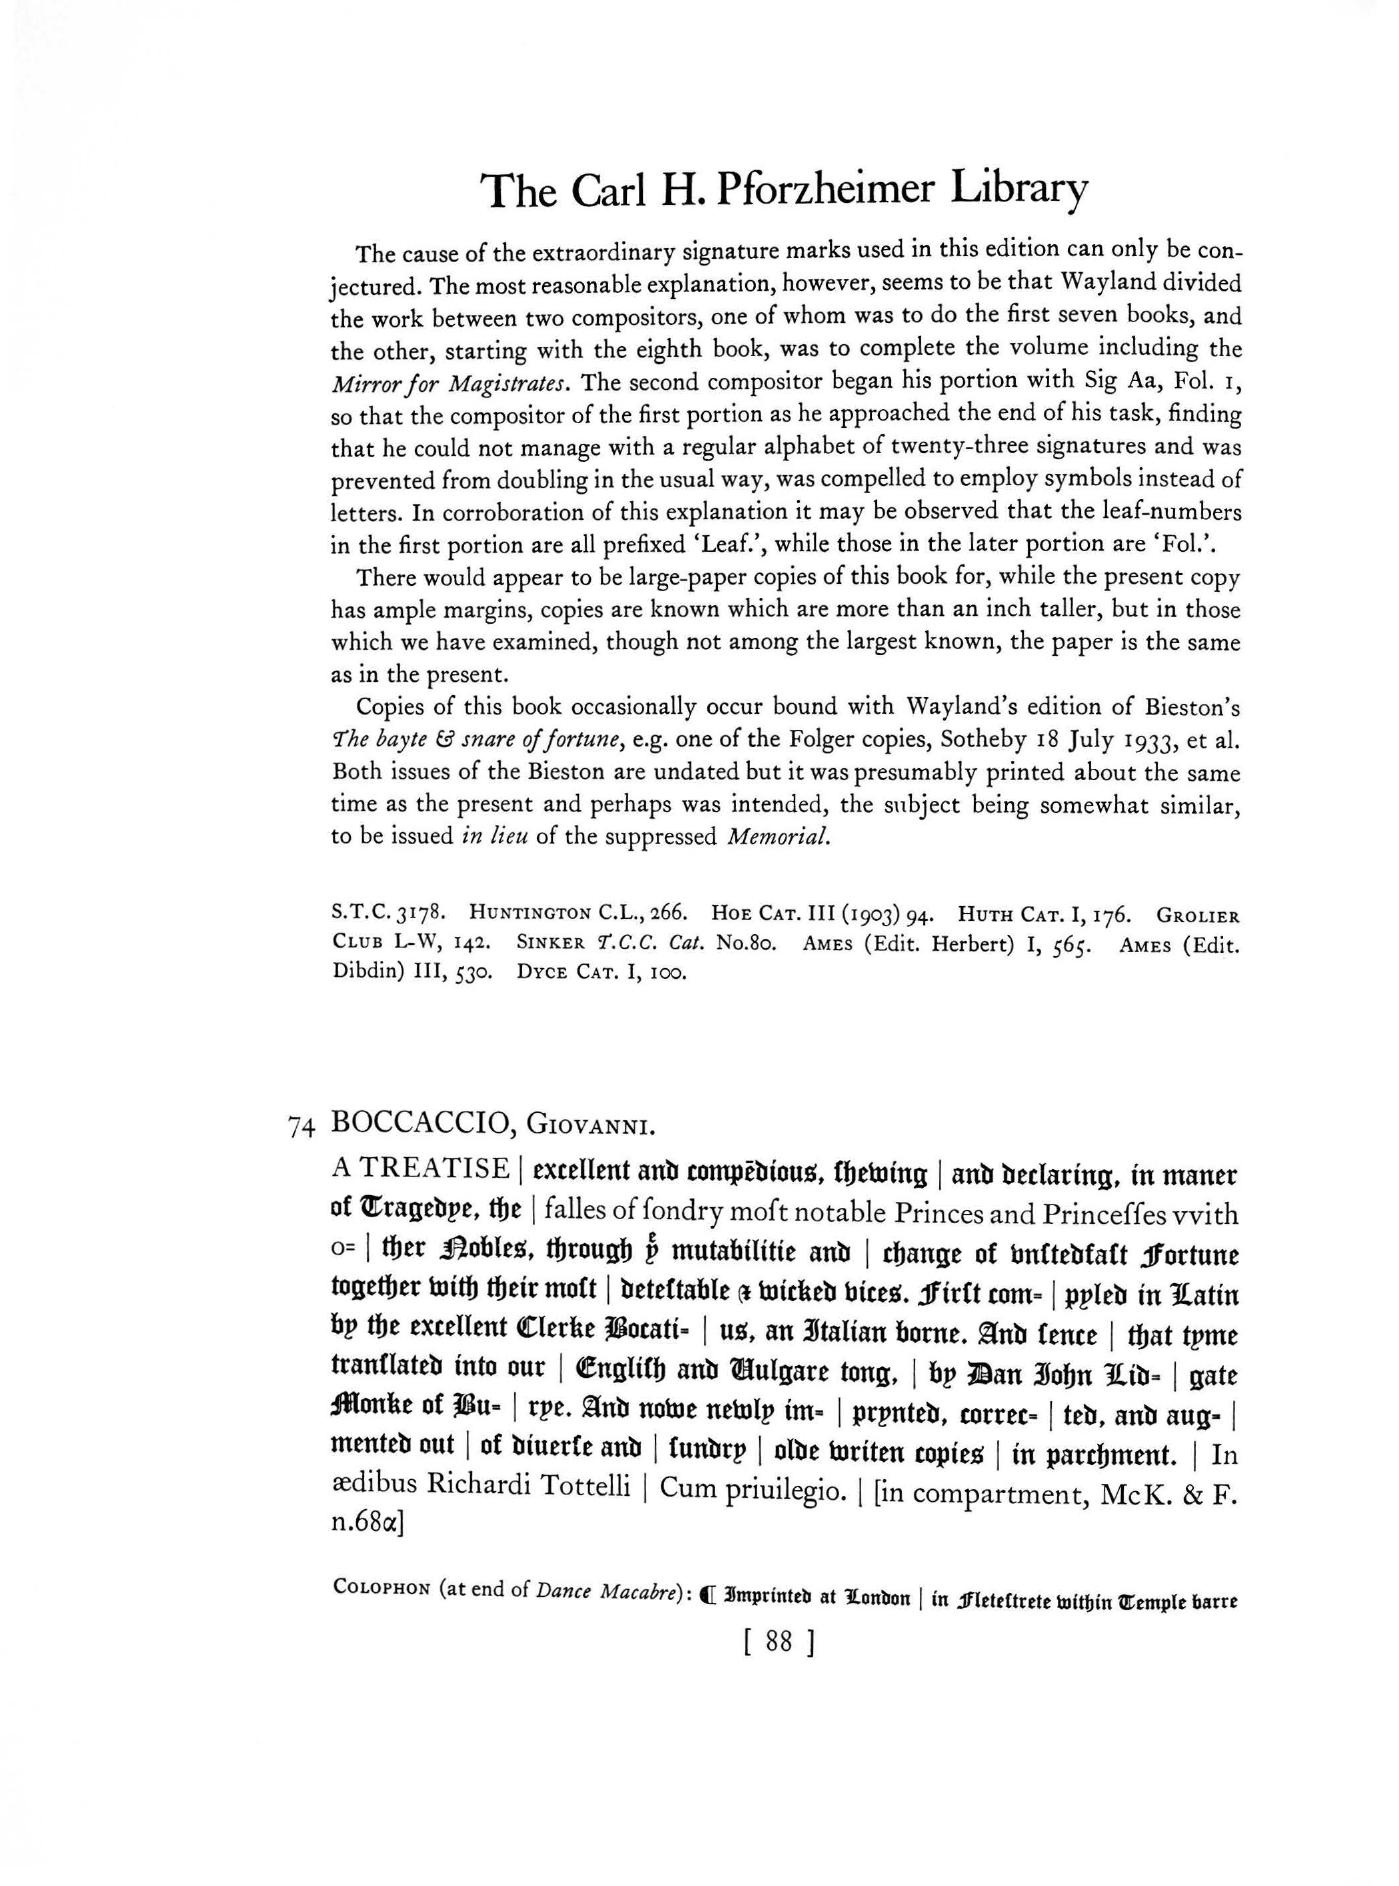 The Carl H. Pforzheimer Library
The cause of the extraordinary signature marks used in this edition can only be con-
jectured. The most reasonable explanation, however, seems to be that Wayland divided
the work between two compositors, one of whom was to do the first seven books, and
the other, starting with the eighth book, was to complete the volume including the
Mirror for Magistrates. The second compositor began his portion with Sig Aa, Fol. 1,
so that the compositor of the first portion as he approached the end of his task, finding
that he could not manage with a regular alphabet of twenty-three signatures and was
prevented from doubling in the usual way, was compelled to employ symbols instead of
letters. In corroboration of this explanation it may be observed that the leaf-numbers
in the first portion are all prefixed ‘Leaf.’, while those in the later portion are ‘Fol.’.
There would appear to be large-paper copies of this book for, while the present copy
has ample margins, copies are known which are more than an inch taller, but in those
which we have examined, though not among the largest known, the paper is the same
as in the present.
Copies of this book occasionally occur bound with Wayland’s edition of Bieston’s
The bayte & snare of fortune, e.g. one of the Folger copies, Sotheby 18 July 1933, et al.
Both issues of the Bieston are undated but it was presumably printed about the same
time as the present and perhaps was intended, the subject being somewhat similar,
to be issued in lieu of the suppressed Memorial.
S.T.C. 3178. Huntington C.L., 266. Hoe Cat. III (1903) 94. Huth Cat. I, 176. Grolier
Club L-W, 142. Sinker T.C.C. Cat. No.80. Ames (Edit. Herbert) I, 565. Ames (Edit.
Dibdin) III, 530. Dyce Cat. I, 100.
74 BOCCACCIO, Giovanni.
A TREATISE | excellent and compēdious, ſhewing | and declaring, in maner
of Tragedye, the | falles of ſondry moſt notable Princes and Princeſſes vvith
o= | ther Nobles, through þͤ mutabilitie and | change of vnſtedfaſt Fortune
together with their moſt | deteſtable ⁊ wicked vices. Firſt com= | pyled in Latin
by the excellent Clerke Bocati= | us, an Italian borne. And ſence | that tyme
tranſlated into our | Engliſh and Uulgare tong, | by Dan John Lid= | gate
Monke of Bu= | rye. And nowe newly im= | prynted, correc= | ted, and aug= |
mented out | of diuerſe and | ſundry | olde writen copies | in parchment. | In
ædibus Richardi Tottelli | Cum priuilegio. | [in compartment, McK. & F.
n.68α]
Colophon (at end of Dance Macabre): ¶ Imprinted at London | in Fleteſtrete within Temple barre
[ 88 ]